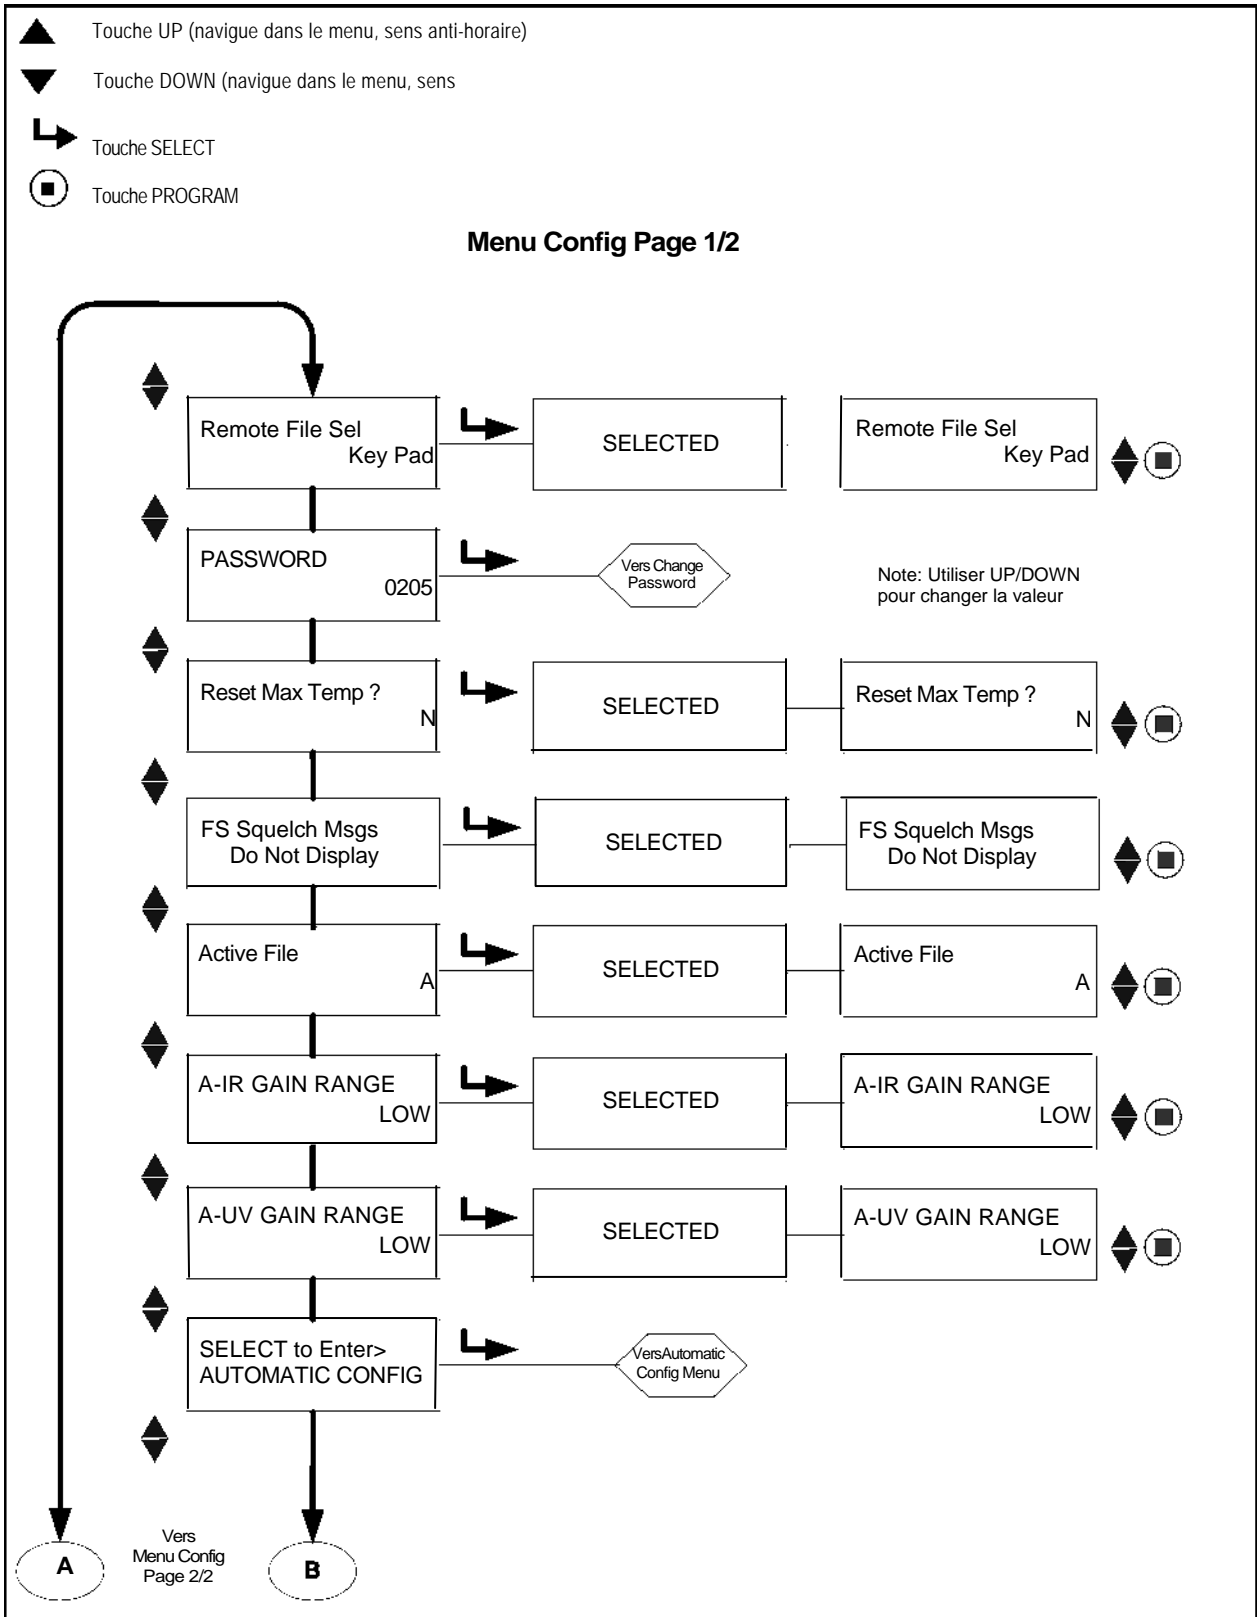 Touche UP (navigue dans le menu, sens anti-horaire)
Touche DOWN (navigue dans le menu, sens
Touche SELECT
Touche PROGRAM
Menu Config Page 1/2
Remote File Sel
Key Pad
SELECTED
Remote File Sel
Key Pad
PASSWORD
0205
Vers Change
Password
Note: Utiliser UP/DOWN
pour changer la valeur
Reset Max Temp ?
N
SELECTED
Reset Max Temp ?
N
FS Squelch Msgs
Do Not Display
SELECTED
FS Squelch Msgs
Do Not Display
Active File
A
SELECTED
Active File
A
A-IR GAIN RANGE
LOW
SELECTED
A-IR GAIN RANGE
LOW
A-UV GAIN RANGE
LOW
SELECTED
A-UV GAIN RANGE
LOW
SELECT to Enter>
AUTOMATIC CONFIG
VersAutomatic
Config Menu
A
Vers
Menu Config
Page 2/2
B